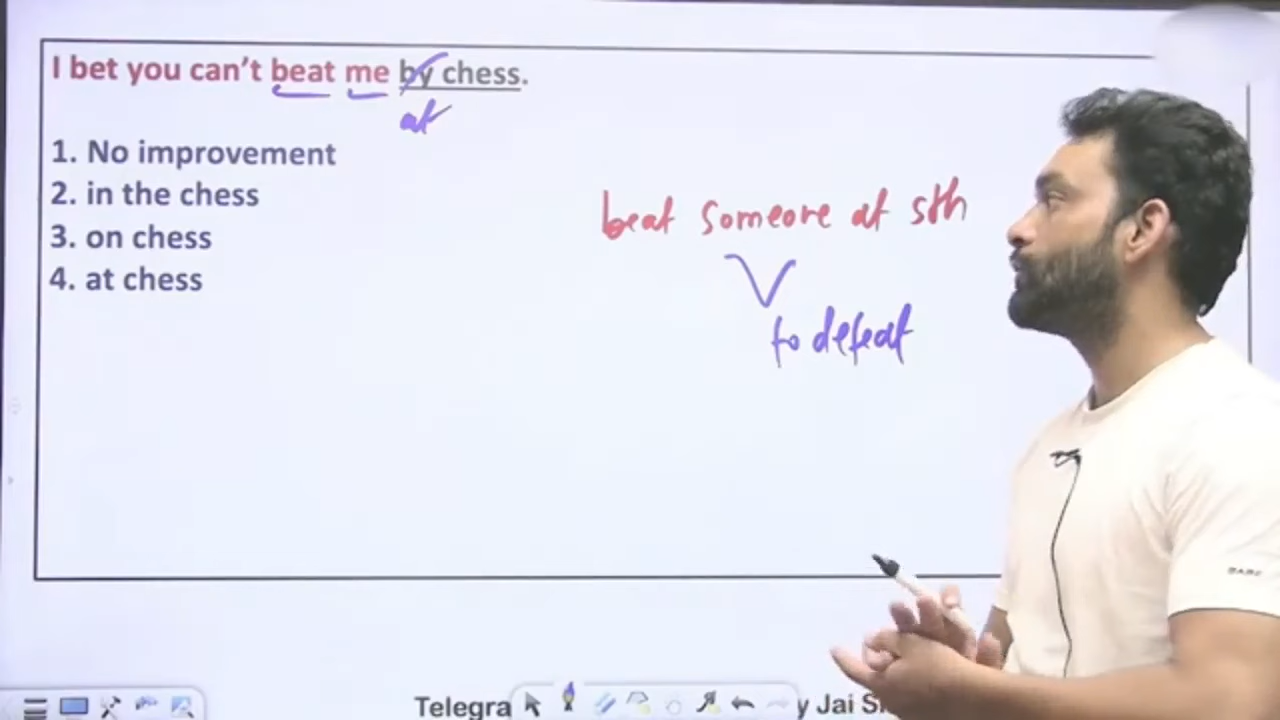 I bet you can't beat me by chess.
at
1. No improvement
2. in the chess
3. on chess
4. at chess
beat someone at sth
to defeat
Telegra
y Jai